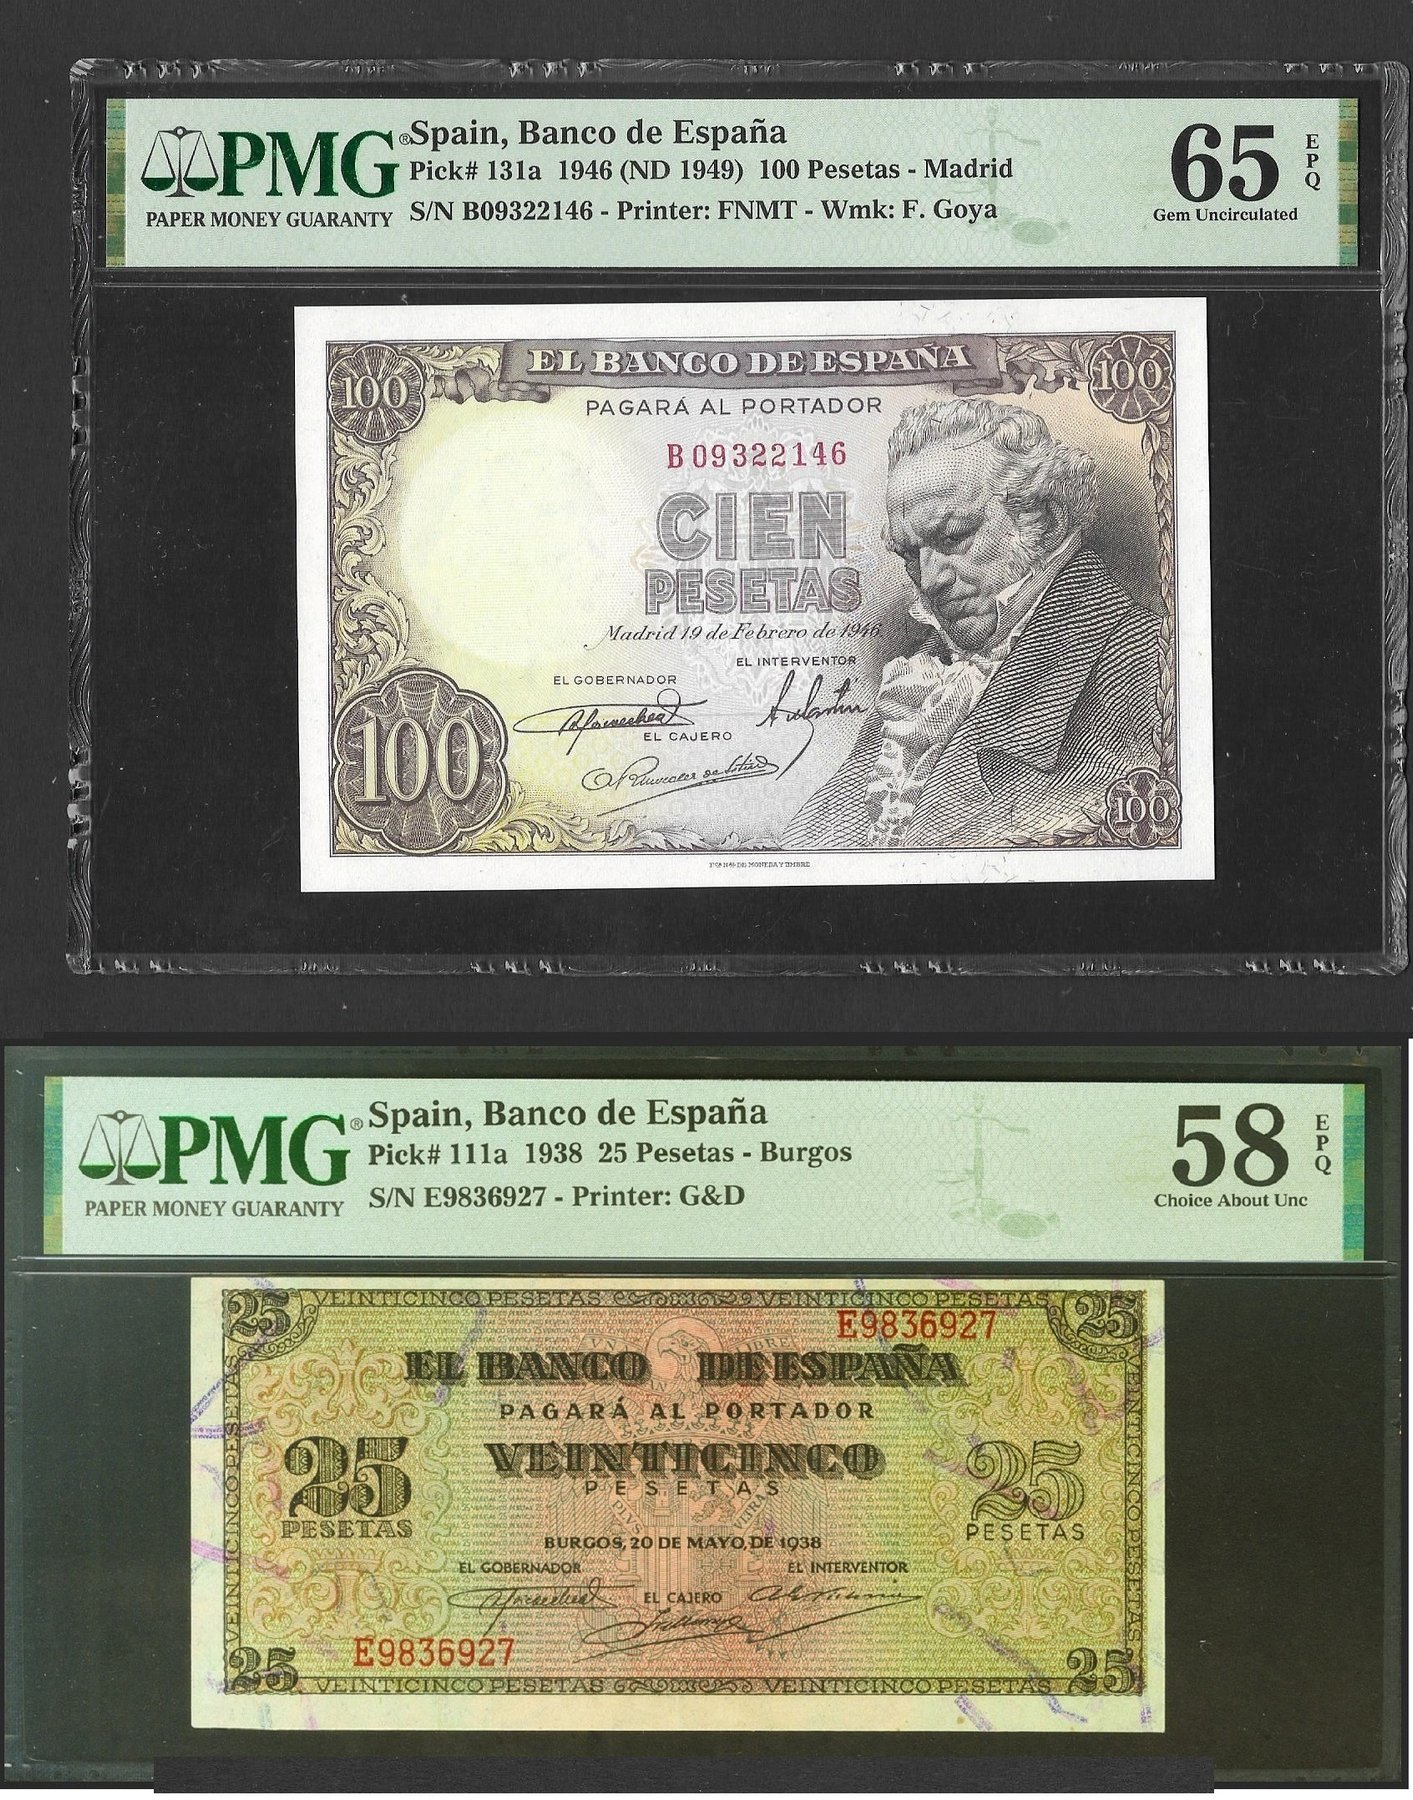 PMG®
PAPER MONEY GUARANTY
Spain, Banco de España
Pick# 131a 1946 (ND 1949) 100 Pesetas - Madrid
S/N B09322146 - Printer: FNMT - Wmk: F. Goya
65 EPQ
Gem Uncirculated
100 EL BANCO DE ESPAÑA 100
PAGARÁ AL PORTADOR
B09322146
CIEN
PESETAS
Madrid 19 de Febrero de 1946
EL INTERVENTOR
EL GOBERNADOR
EL CAJERO
100
100
PMG®
PAPER MONEY GUARANTY
Spain, Banco de España
Pick# 111a 1938 25 Pesetas - Burgos
S/N E9836927 - Printer: G&D
58 EPQ
Choice About Unc
25 VEINTICINCO PESETAS VEINTICINCO PESETAS 25
E9836927
EL BANCO DE ESPAÑA
PAGARÁ AL PORTADOR
25 VEINTICINCO 25
PESETAS
PESETAS PESETAS
BURGOS, 20 DE MAYO, DE 1938
EL GOBERNADOR EL INTERVENTOR
EL CAJERO
E9836927
25 VEINTICINCO PESETAS VEINTICINCO PESETAS 25
VEINTICINCO PESETAS
VEINTICINCO PESETAS